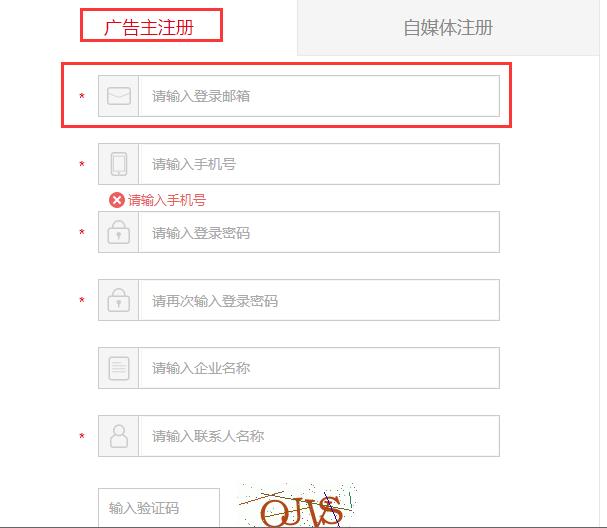 广告主注册 自媒体注册
* 请输入登录邮箱
* 请输入手机号
请输入手机号
* 请输入登录密码
* 请再次输入登录密码
请输入企业名称
* 请输入联系人名称
输入验证码 OJIS